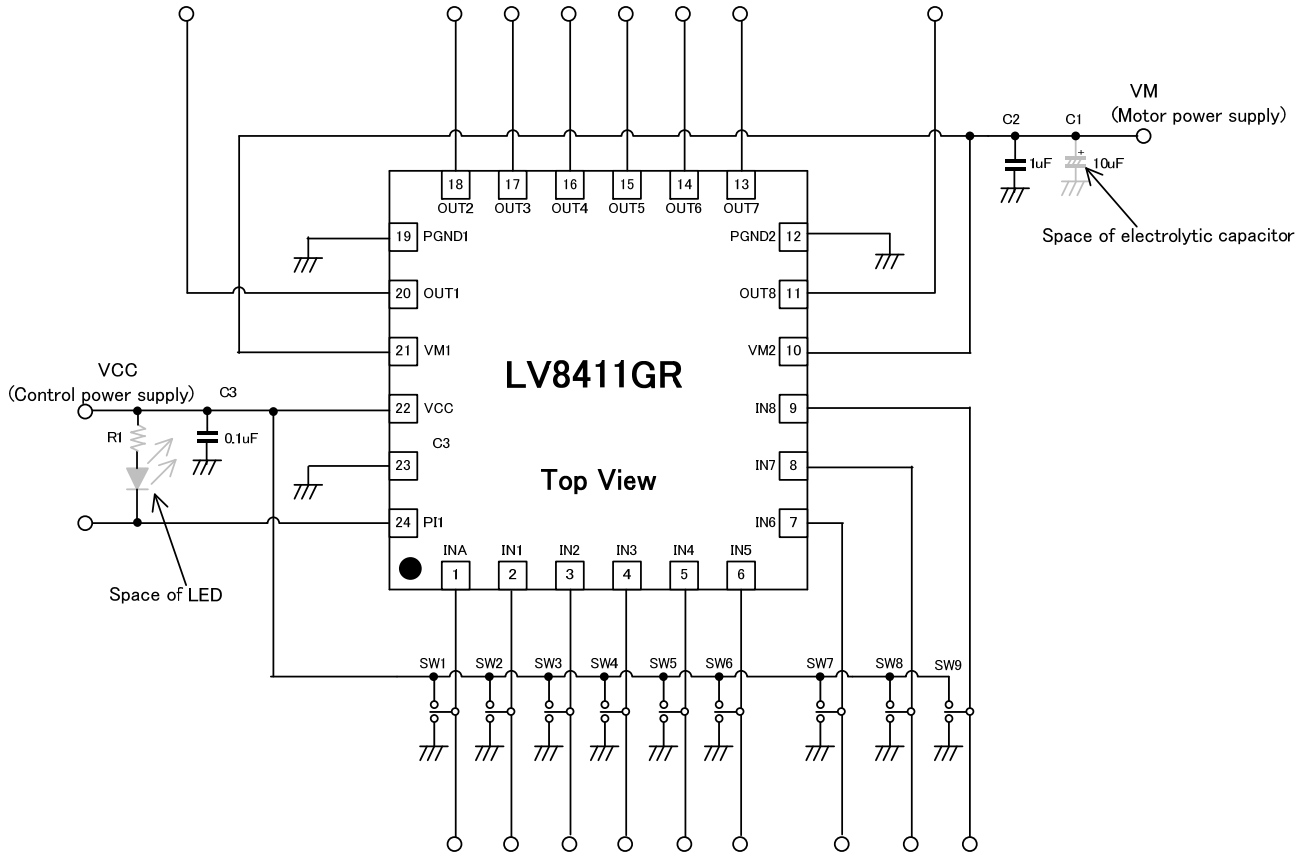 VM
(Motor power supply)
C2
C1
1uF
+
10uF
Space of electrolytic capacitor
18
17
16
15
14
13
OUT2
OUT3
OUT4
OUT5
OUT6
OUT7
19
PGND1
PGND2
12
20
OUT1
OUT8
11
21
VM1
VM2
10
LV8411GR
VCC
(Control power supply)
C3
22
VCC
IN8
9
R1
0.1uF
C3
23
IN7
8
Top View
24
PI1
IN6
7
INA
IN1
IN2
IN3
IN4
IN5
1
2
3
4
5
6
Space of LED
SW1
SW2
SW3
SW4
SW5
SW6
SW7
SW8
SW9